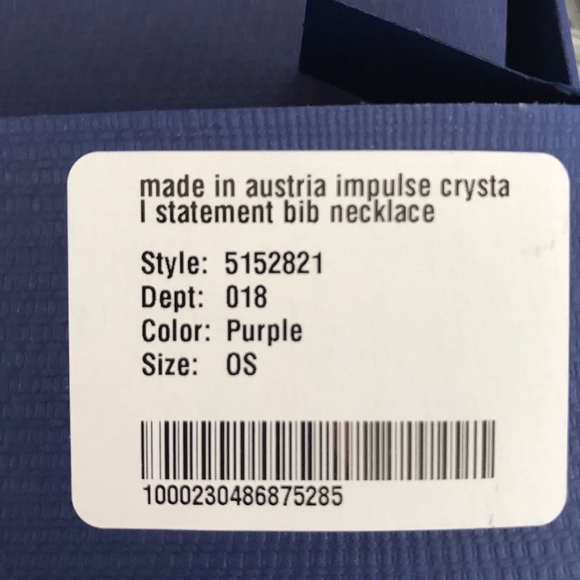 made in austria impulse crysta
l statement bib necklace
Style: 5152821
Dept: 018
Color: Purple
Size: OS
1000230486875285